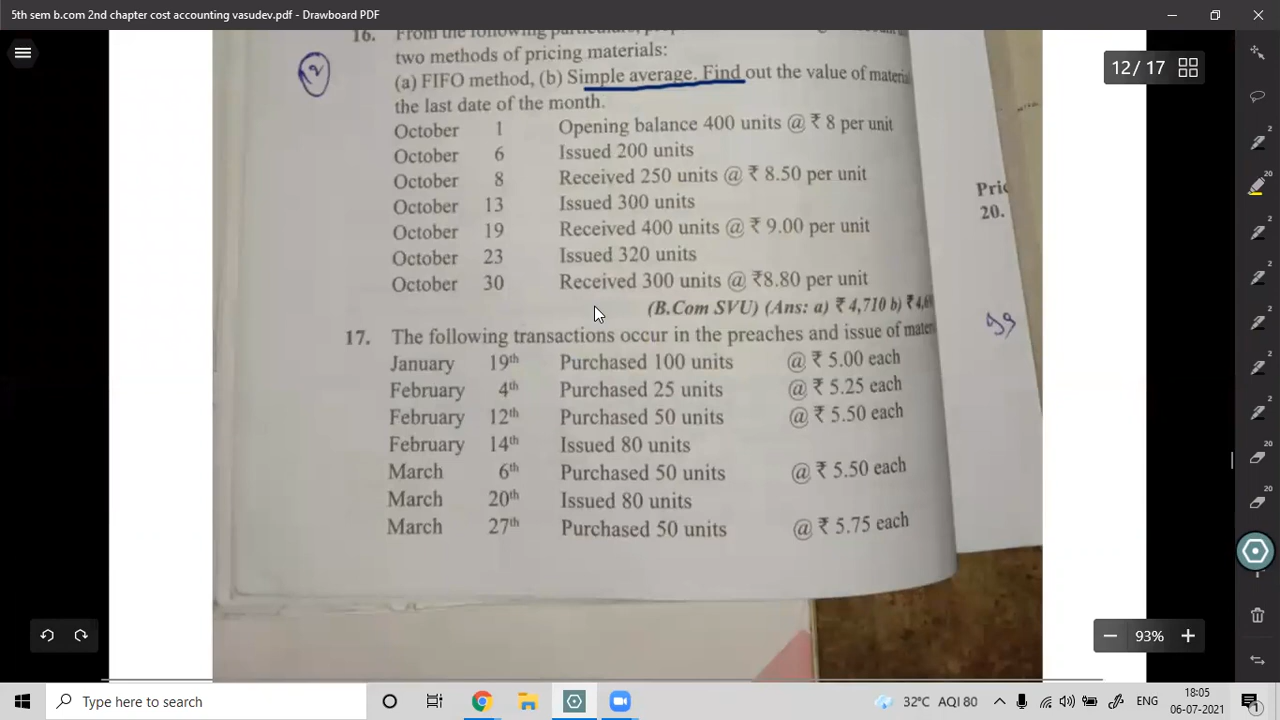 5th sem b.com 2nd chapter cost accounting vasudev.pdf - Drawboard PDF
12 / 17
16. From the following
two methods of pricing materials:
(a) FIFO method, (b) Simple average. Find out the value of
the last date of the month.
October 1 Opening balance 400 units @ ₹ 8 per unit
October 6 Issued 200 units
October 8 Received 250 units @ ₹ 8.50 per unit
October 13 Issued 300 units
October 19 Received 400 units @ ₹ 9.00 per unit
October 23 Issued 320 units
October 30 Received 300 units @ ₹8.80 per unit
(B.Com SVU) (Ans: a) ₹ 4,710 b)
17. The following transactions occur in the preaches and issue of
January 19th Purchased 100 units @ ₹ 5.00 each
February 4th Purchased 25 units @ ₹ 5.25 each
February 12th Purchased 50 units @ ₹ 5.50 each
February 14th Issued 80 units
March 6th Purchased 50 units @ ₹ 5.50 each
March 20th Issued 80 units
March 27th Purchased 50 units @ ₹ 5.75 each
20.
93%
Type here to search
32°C AQI 80
ENG
18:05
06-07-2021